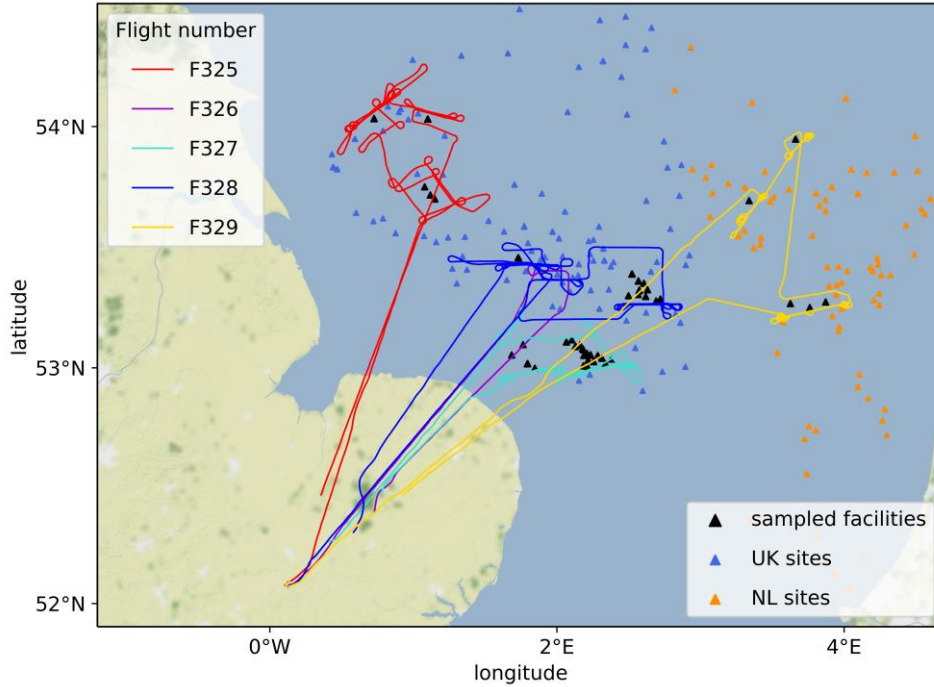 Flight number
F325
F326
F327
F328
F329
54°N
53°N
52°N
latitude
sampled facilities
UK sites
NL sites
0°W
2°E
4°E
longitude